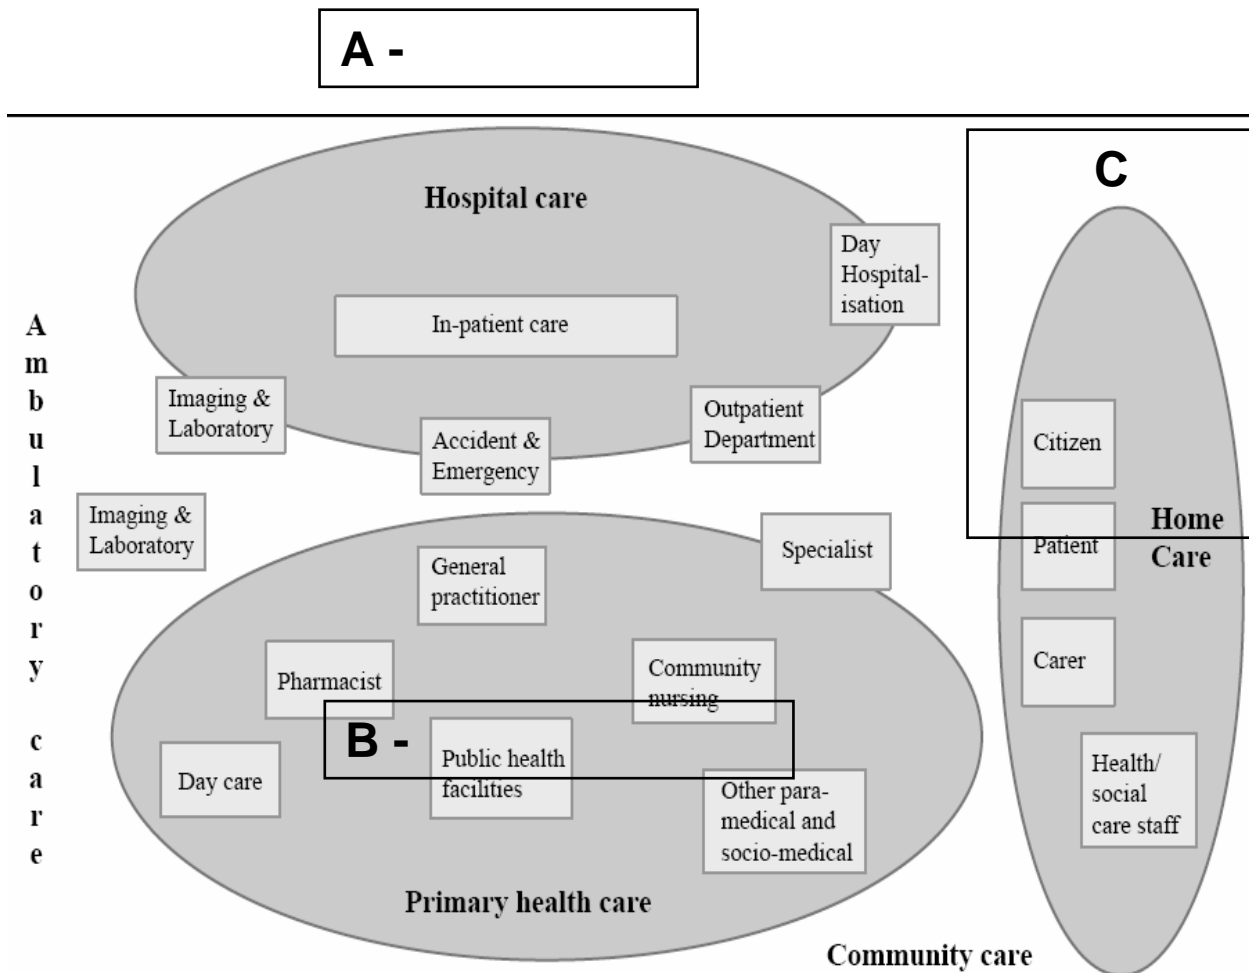 A -
C
Hospital care
Day
Hospital-
isation
In-patient care
Imaging &
Laboratory
Accident &
Emergency
Outpatient
Department
Ambulatory care
Imaging &
Laboratory
General
practitioner
Specialist
Pharmacist
Community
nursing
B -
Public health
facilities
Day care
Other para-
medical and
socio-medical
Primary health care
Citizen
Patient
Home
Care
Carer
Health/
social
care staff
Community care